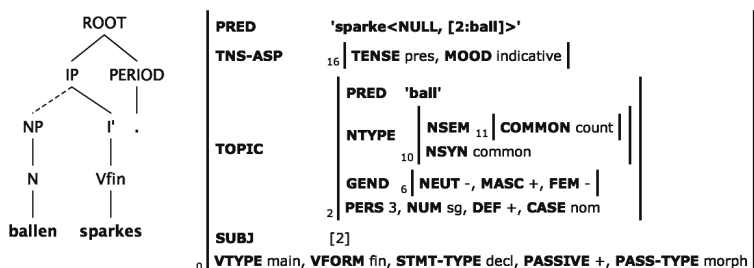 ROOT
IP PERIOD
NP I' .
N Vfin
ballen sparkes
PRED 'sparke<NULL, [2:ball]>'
TNS-ASP 16 TENSE pres, MOOD indicative
PRED 'ball'
NTYPE NSEM 11 COMMON count
10 NSYN common
TOPIC
GEND 6 NEUT -, MASC +, FEM -
2 PERS 3, NUM sg, DEF +, CASE nom
SUBJ [2]
0 VTYPE main, VFORM fin, STMT-TYPE decl, PASSIVE +, PASS-TYPE morph